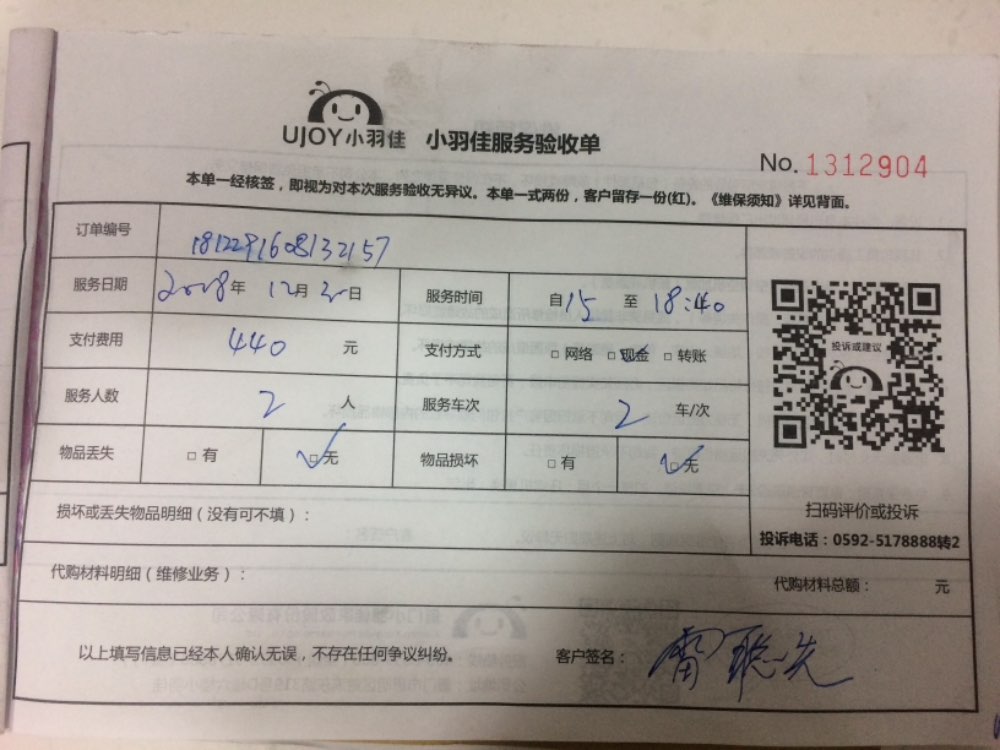 UJOY小羽佳 小羽佳服务验收单
No. 1312904
本单一经核签，即视为对本次服务验收无异议。本单一式两份，客户留存一份(红)。《维保须知》详见背面。
订单编号 1812291608132157
服务日期 2018年 12月30日 服务时间 自15 至 18:40
支付费用 440 元 支付方式 □网络 □现金 □转账
服务人数 2 人 服务车次 2 车/次
物品丢失 □有 □无 物品损坏 □有 □无
投诉或建议
扫码评价或投诉
投诉电话：0592-5178888转2
损坏或丢失物品明细（没有可不填）：
代购材料明细（维修业务）： 代购材料总额： 元
以上填写信息已经本人确认无误，不存在任何争议纠纷。 客户签名：